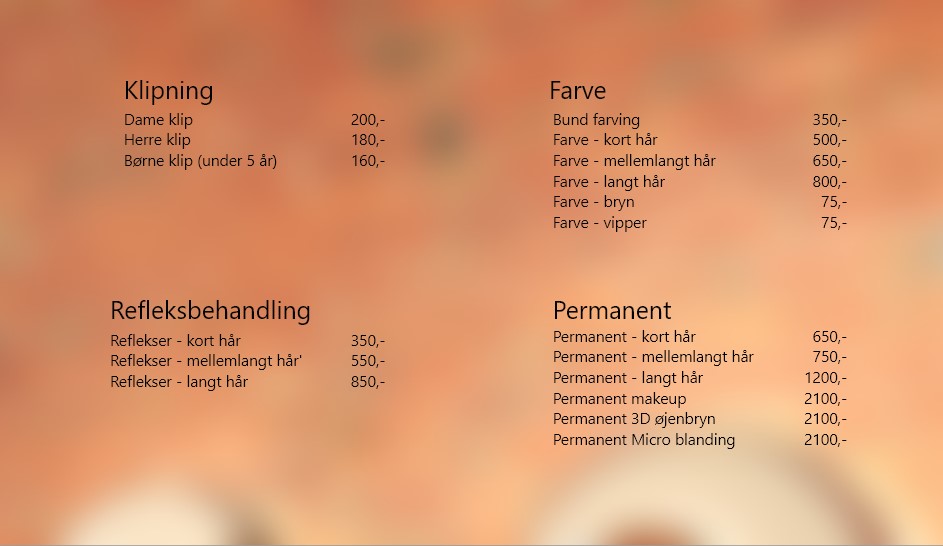 Klipning
Dame klip 200,-
Herre klip 180,-
Børne klip (under 5 år) 160,-
Farve
Bund farving 350,-
Farve - kort hår 500,-
Farve - mellemlangt hår 650,-
Farve - langt hår 800,-
Farve - bryn 75,-
Farve - vipper 75,-
Refleksbehandling
Reflekser - kort hår 350,-
Reflekser - mellemlangt hår' 550,-
Reflekser - langt hår 850,-
Permanent
Permanent - kort hår 650,-
Permanent - mellemlangt hår 750,-
Permanent - langt hår 1200,-
Permanent makeup 2100,-
Permanent 3D øjenbryn 2100,-
Permanent Micro blanding 2100,-